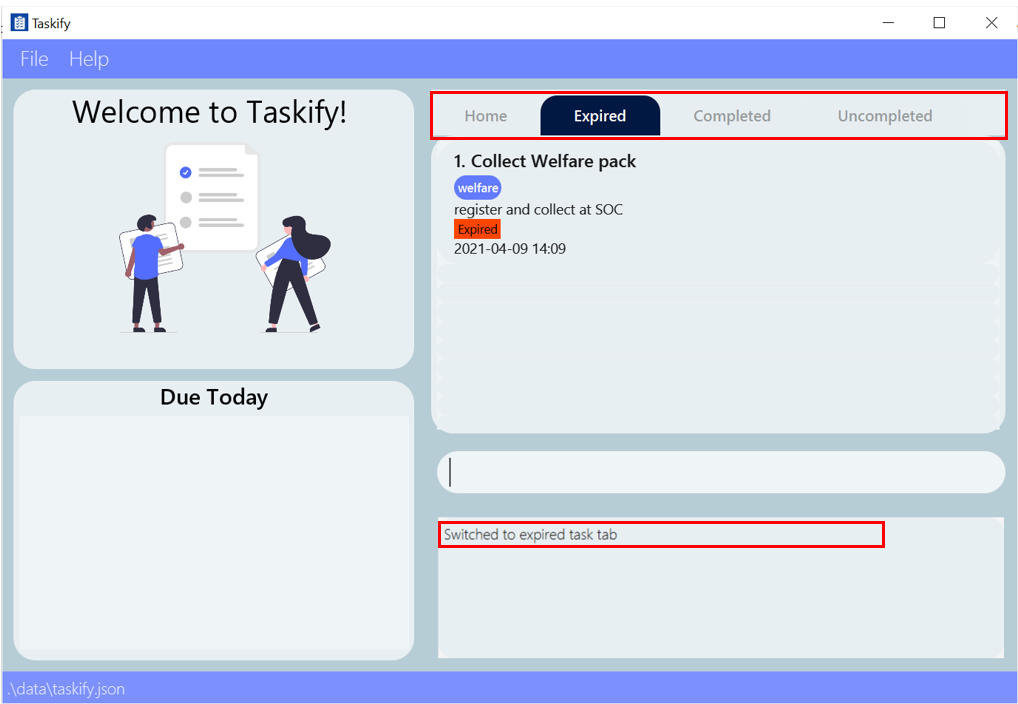 Taskify
File Help
Welcome to Taskify!
Due Today
Home Expired Completed Uncompleted
1. Collect Welfare pack
welfare
register and collect at SOC
Expired
2021-04-09 14:09
Switched to expired task tab
.\data\taskify.json